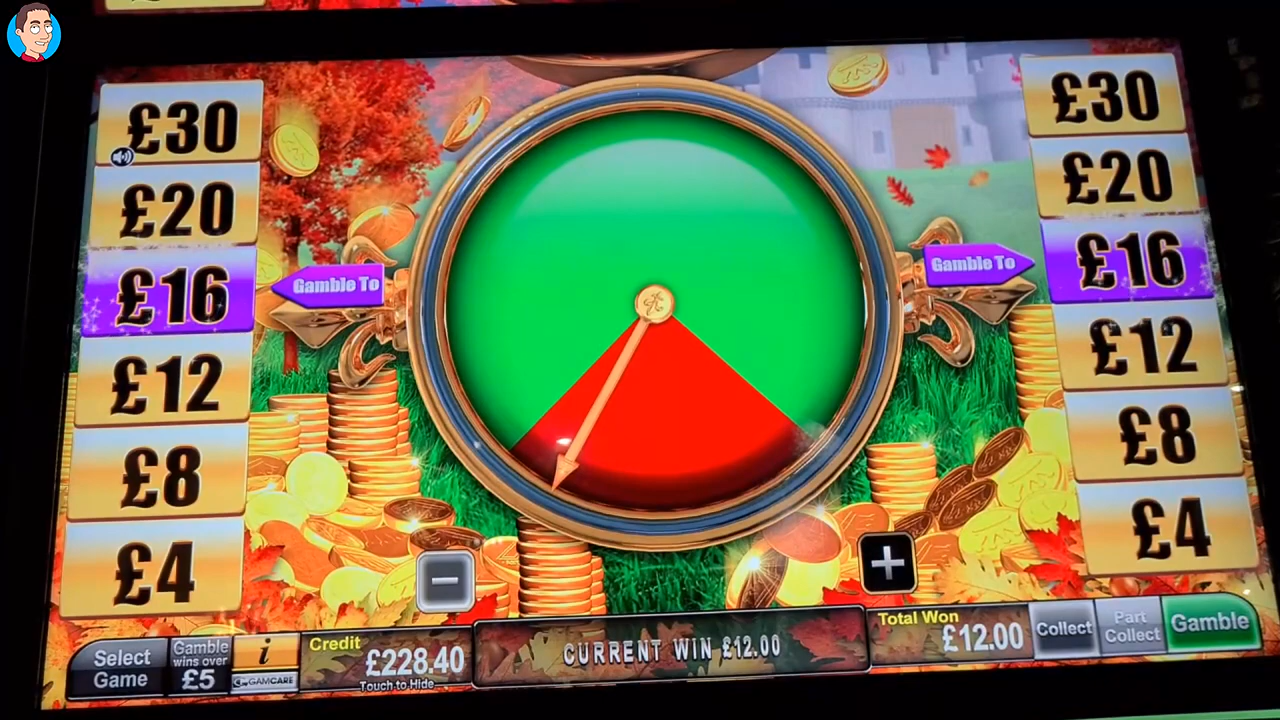 £30
£20
£16
£12
£8
£4
Gamble To
Gamble To
£30
£20
£16
£12
£8
£4
−
+
Select
Game
Gamble
wins over
£5
i
GAMCARE
Credit
£228.40
Touch to Hide
CURRENT WIN £12.00
Total Won
£12.00
Collect
Part
Collect
Gamble